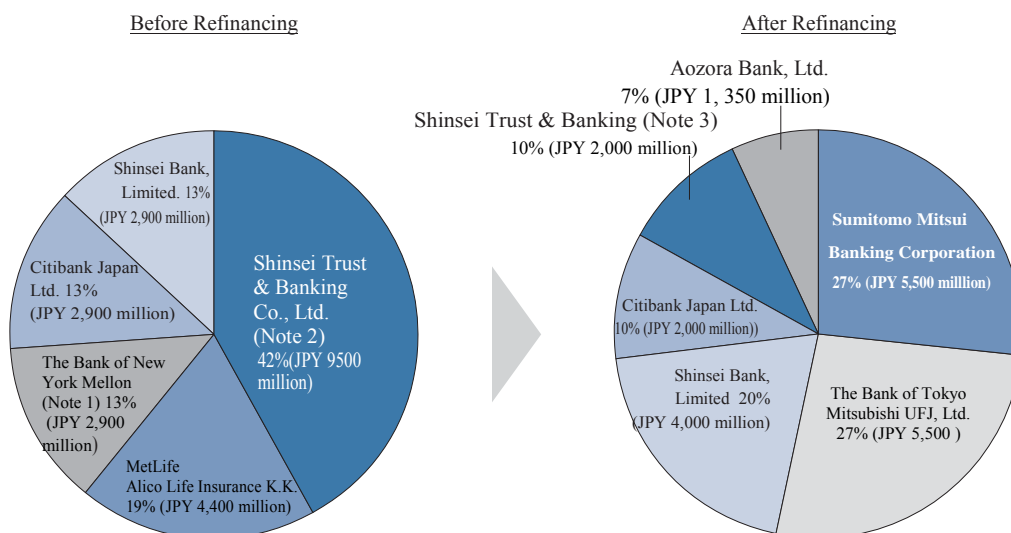 Before Refinancing
Shinsei Bank,
Limited. 13%
(JPY 2,900 million)
Citibank Japan
Ltd. 13%
(JPY 2,900 million)
The Bank of New
York Mellon
(Note 1) 13%
(JPY 2,900
million)
MetLife
Alico Life Insurance K.K.
19% (JPY 4,400 million)
Shinsei Trust
& Banking
Co., Ltd.
(Note 2)
42%(JPY 9500
million)
After Refinancing
Aozora Bank, Ltd.
7% (JPY 1, 350 million)
Shinsei Trust & Banking (Note 3)
10% (JPY 2,000 million)
Sumitomo Mitsui
Banking Corporation
27% (JPY 5,500 milllion)
Citibank Japan Ltd.
10% (JPY 2,000 million))
Shinsei Bank,
Limited 20%
(JPY 4,000 million)
The Bank of Tokyo
Mitsubishi UFJ, Ltd.
27% (JPY 5,500 )